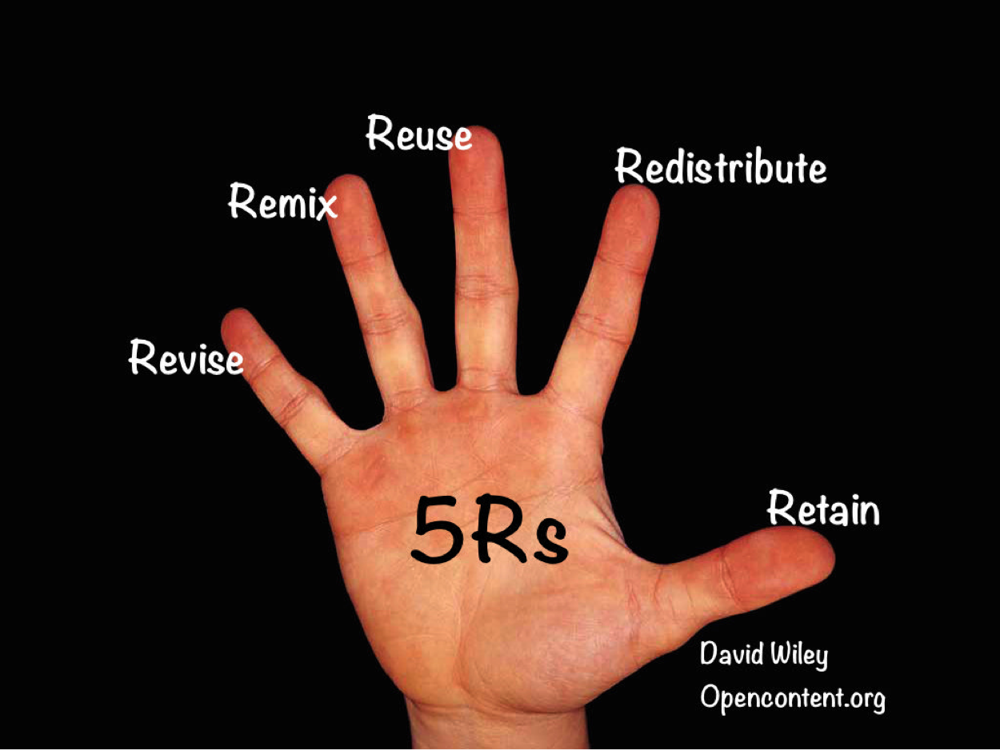 Reuse
Redistribute
Remix
Revise
5Rs
Retain
David Wiley
Opencontent.org